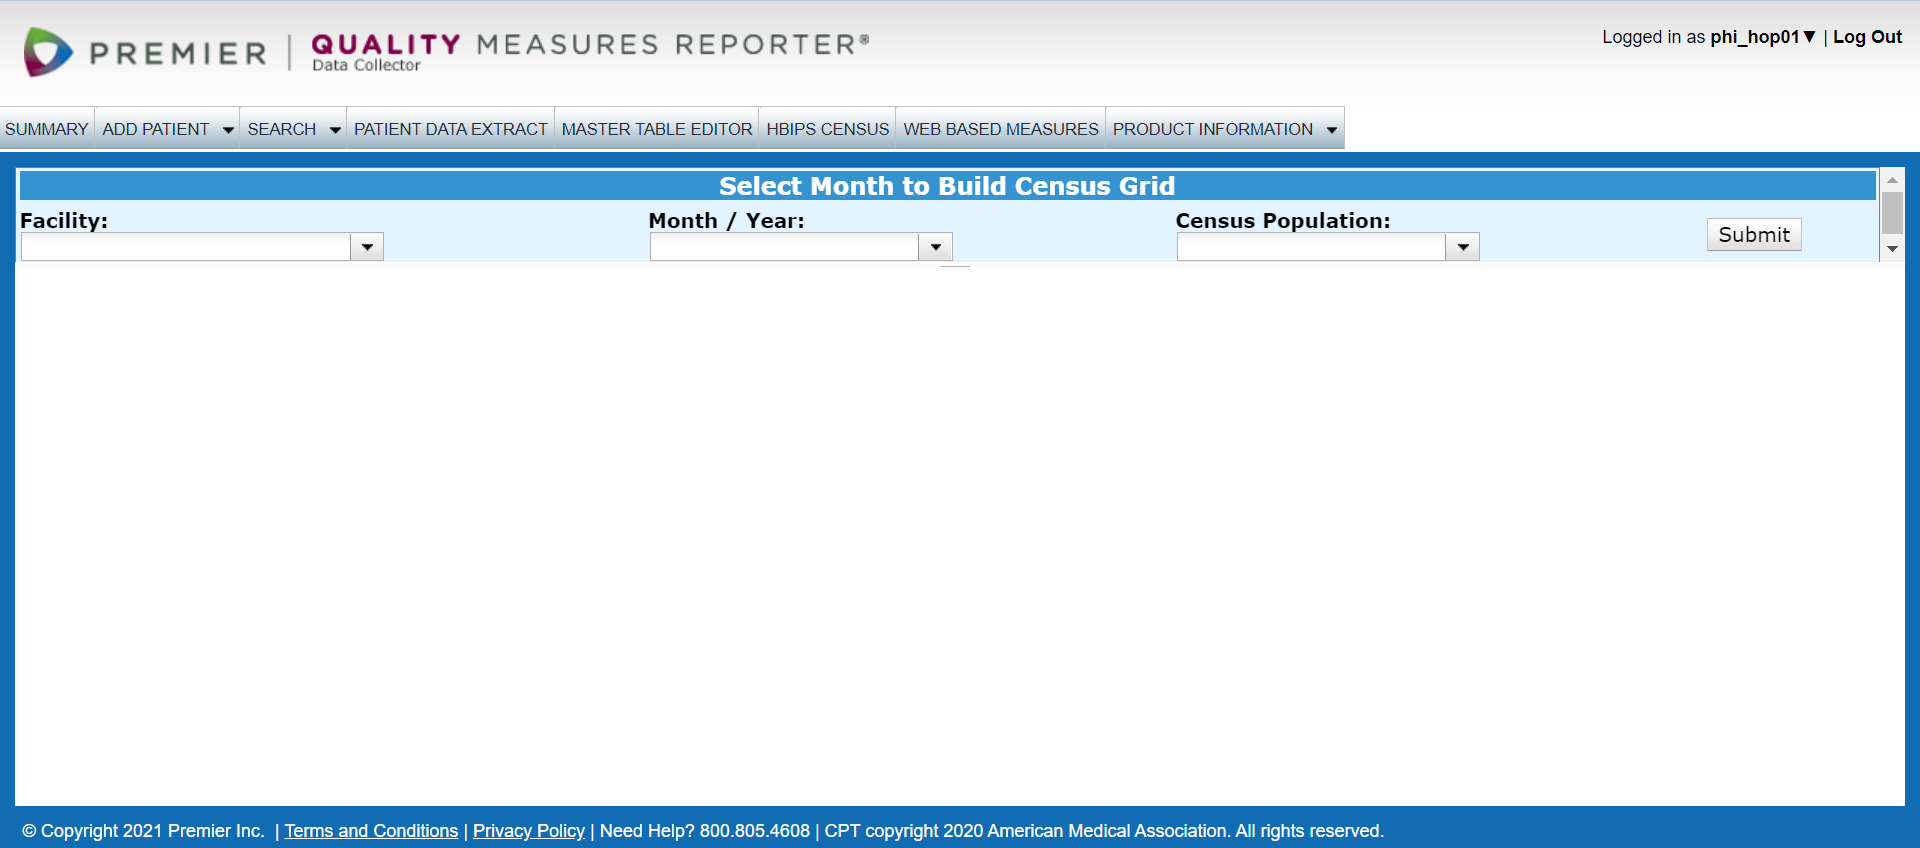 PREMIER | QUALITY MEASURES REPORTER®
Data Collector
Logged in as phi_hop01▼ | Log Out
SUMMARY ADD PATIENT SEARCH PATIENT DATA EXTRACT MASTER TABLE EDITOR HBIPS CENSUS WEB BASED MEASURES PRODUCT INFORMATION
Select Month to Build Census Grid
Facility: Month / Year: Census Population:
Submit
© Copyright 2021 Premier Inc. | Terms and Conditions | Privacy Policy | Need Help? 800.805.4608 | CPT copyright 2020 American Medical Association. All rights reserved.